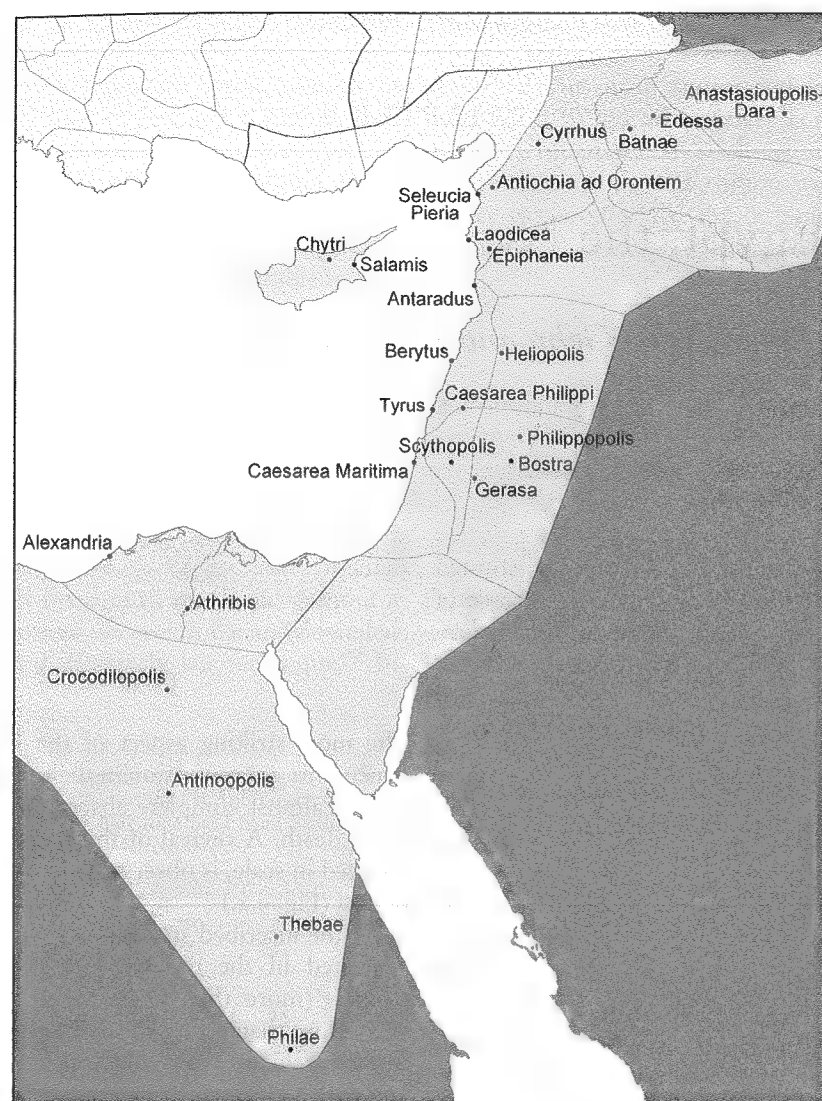 Anastasioupolis-
Dara
Edessa
Batnae
Cyrrhus
Antiochia ad Orontem
Seleucia
Pieria
Laodicea
Epiphaneia
Chytri
Salamis
Antaradus
Berytus
Heliopolis
Caesarea Philippi
Tyrus
Philippopolis
Scythopolis
Bostra
Caesarea Maritima
Gerasa
Alexandria
Athribis
Crocodilopolis
Antinoopolis
Thebae
Philae